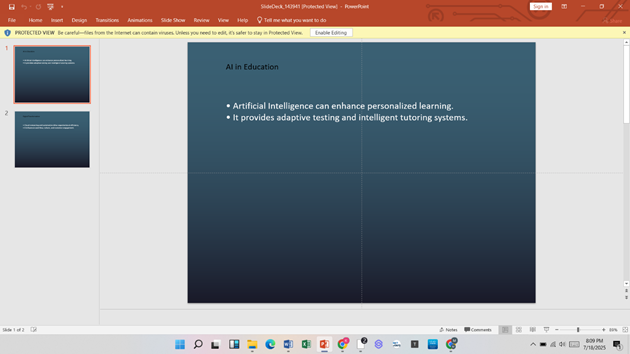 SlideDeck_143941 (Protected View) - PowerPoint
Sign in
File Home Insert Design Transitions Animations Slide Show Review View Help Tell me what you want to do
Share
PROTECTED VIEW Be careful—files from the Internet can contain viruses. Unless you need to edit, it's safer to stay in Protected View. Enable Editing
1
2
AI in Education
• Artificial Intelligence can enhance personalized learning.
• It provides adaptive testing and intelligent tutoring systems.
Slide 1 of 2
Notes
Comments
8:09 PM
7/18/2025